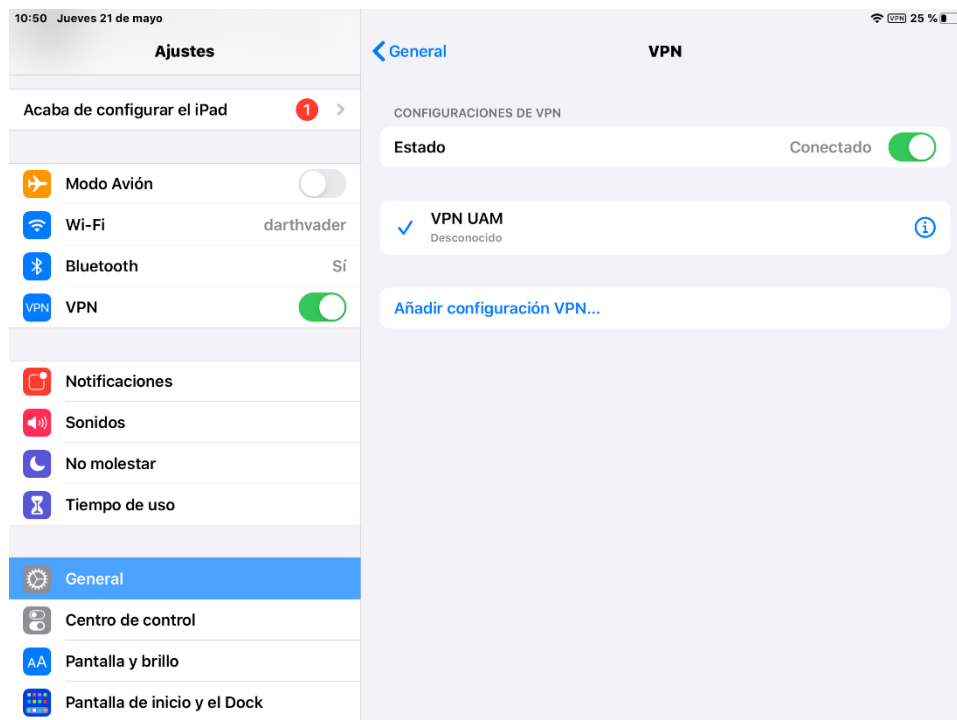 10:50 Jueves 21 de mayo
VPN 25 %
Ajustes
Acaba de configurar el iPad 1
Modo Avión
Wi-Fi darthvader
Bluetooth Sí
VPN VPN
Notificaciones
Sonidos
No molestar
Tiempo de uso
General
Centro de control
AA Pantalla y brillo
Pantalla de inicio y el Dock
General
VPN
CONFIGURACIONES DE VPN
Estado Conectado
VPN UAM
Desconocido
Añadir configuración VPN...